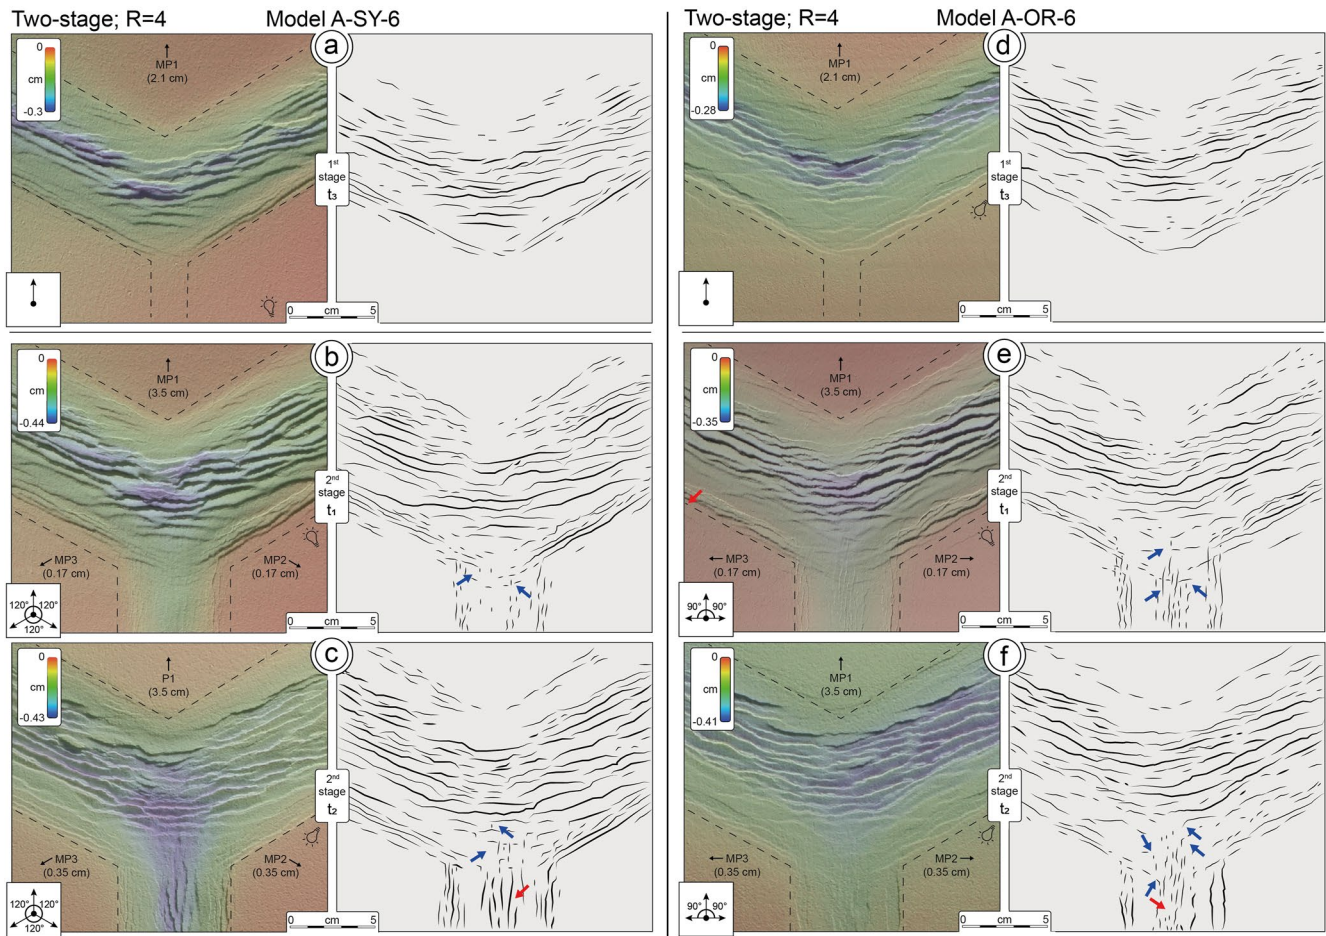 Two-stage; R=4 Model A-SY-6
0
cm
-0.3
MP1
(2.1 cm)
a
1st
stage
t3
0 cm 5
0
cm
-0.44
MP1
(3.5 cm)
b
2nd
stage
t1
MP3
(0.17 cm)
MP2
(0.17 cm)
120° 120°
120°
0 cm 5
0
cm
-0.43
P1
(3.5 cm)
c
2nd
stage
t2
MP3
(0.35 cm)
MP2
(0.35 cm)
120° 120°
120°
0 cm 5
Two-stage; R=4 Model A-OR-6
0
cm
-0.28
MP1
(2.1 cm)
d
1st
stage
t3
0 cm 5
0
cm
-0.35
MP1
(3.5 cm)
e
2nd
stage
t1
MP3
(0.17 cm)
MP2
(0.17 cm)
90° 90°
0 cm 5
0
cm
-0.41
MP1
(3.5 cm)
f
2nd
stage
t2
MP3
(0.35 cm)
MP2
(0.35 cm)
90° 90°
0 cm 5